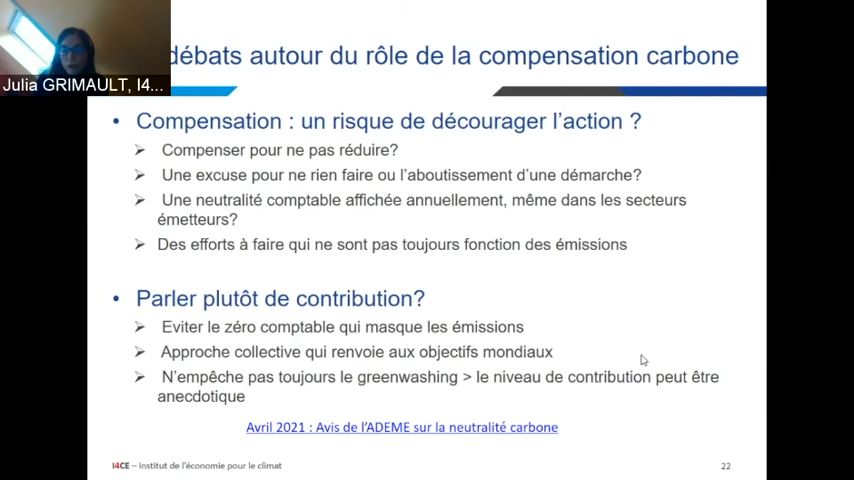 débats autour du rôle de la compensation carbone
Julia GRIMAULT, I4...
• Compensation : un risque de décourager l'action ?
➢ Compenser pour ne pas réduire?
➢ Une excuse pour ne rien faire ou l'aboutissement d'une démarche?
➢ Une neutralité comptable affichée annuellement, même dans les secteurs
émetteurs?
➢ Des efforts à faire qui ne sont pas toujours fonction des émissions
• Parler plutôt de contribution?
➢ Eviter le zéro comptable qui masque les émissions
➢ Approche collective qui renvoie aux objectifs mondiaux
➢ N'empêche pas toujours le greenwashing > le niveau de contribution peut être
anecdotique
Avril 2021 : Avis de l'ADEME sur la neutralité carbone
I4CE – Institut de l'économie pour le climat
22